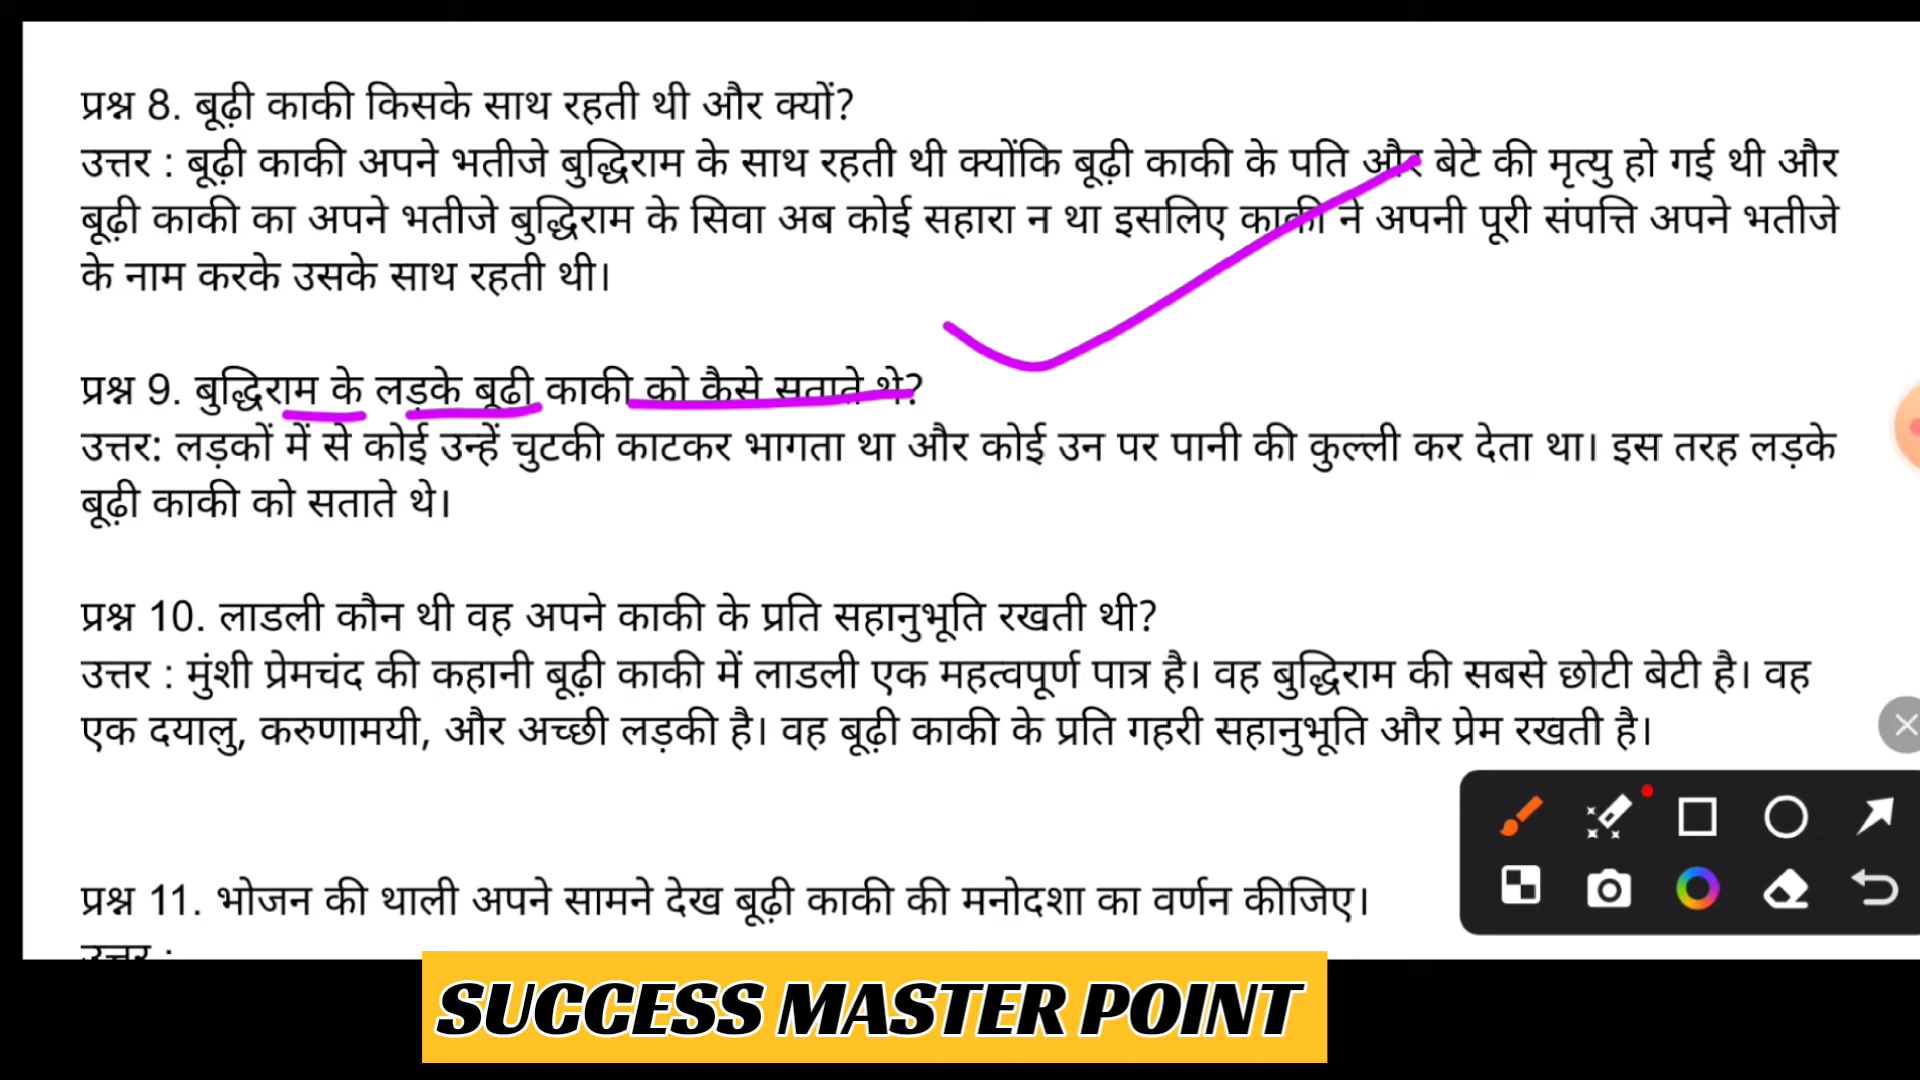 प्रश्न 8. बूढ़ी काकी किसके साथ रहती थी और क्यों?
उत्तर : बूढ़ी काकी अपने भतीजे बुद्धिराम के साथ रहती थी क्योंकि बूढ़ी काकी के पति और बेटे की मृत्यु हो गई थी और
बूढ़ी काकी का अपने भतीजे बुद्धिराम के सिवा अब कोई सहारा न था इसलिए काकी ने अपनी पूरी संपत्ति अपने भतीजे
के नाम करके उसके साथ रहती थी।
प्रश्न 9. बुद्धिराम के लड़के बूढी काकी को कैसे सताते थे?
उत्तर: लड़कों में से कोई उन्हें चुटकी काटकर भागता था और कोई उन पर पानी की कुल्ली कर देता था। इस तरह लड़के
बूढ़ी काकी को सताते थे।
प्रश्न 10. लाडली कौन थी वह अपने काकी के प्रति सहानुभूति रखती थी?
उत्तर : मुंशी प्रेमचंद की कहानी बूढ़ी काकी में लाडली एक महत्वपूर्ण पात्र है। वह बुद्धिराम की सबसे छोटी बेटी है। वह
एक दयालु, करुणामयी, और अच्छी लड़की है। वह बूढ़ी काकी के प्रति गहरी सहानुभूति और प्रेम रखती है।
प्रश्न 11. भोजन की थाली अपने सामने देख बूढ़ी काकी की मनोदशा का वर्णन कीजिए।
उत्तर :
SUCCESS MASTER POINT